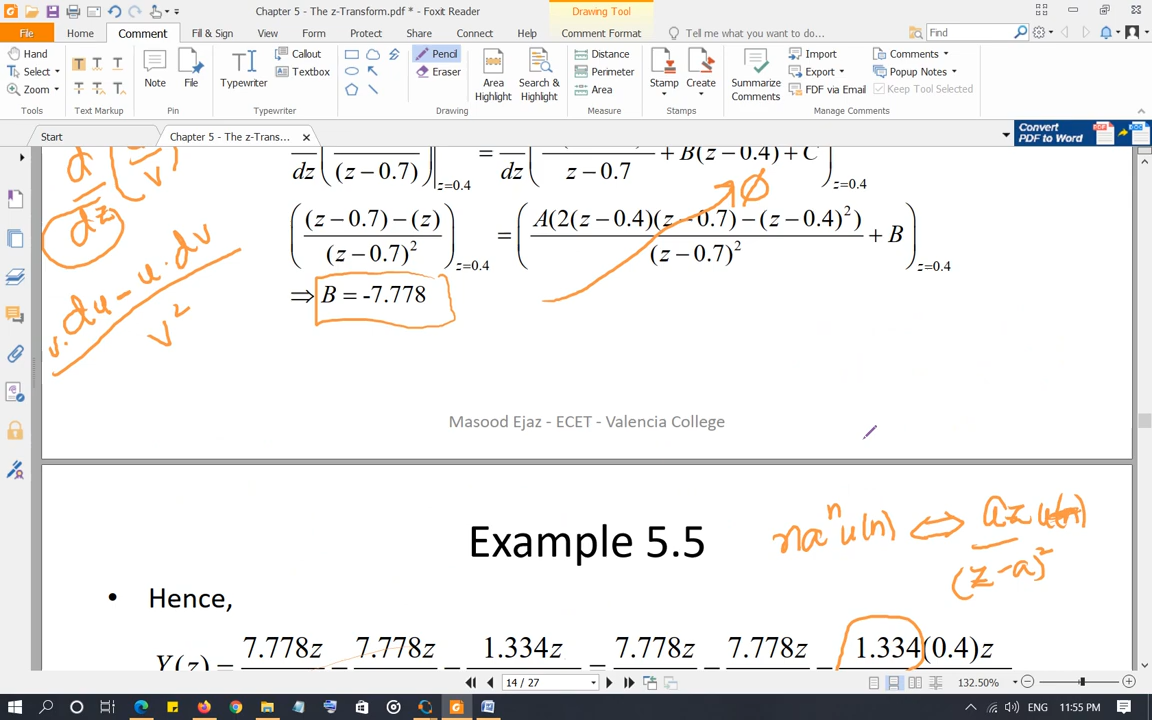 Chapter 5 - The z-Transform.pdf * - Foxit Reader
Drawing Tool
File Home Comment Fill & Sign View Form Protect Share Connect Help Comment Format Tell me what you want to do... Find
Hand
Select
Zoom
Tools
T T T
T T T
Text Markup
Note
File
Pin
Typewriter
Callout
Textbox
Typewriter
Pencil
Eraser
Drawing
Area Highlight
Search & Highlight
Distance
Perimeter
Area
Measure
Stamp
Create
Stamps
Summarize Comments
Import
Export
FDF via Email
Comments
Popup Notes
Keep Tool Selected
Manage Comments
Start
Chapter 5 - The z-Trans...
Convert PDF to Word
d/dz (u/v)
v.du - u.dv
v²
dz (z−0.7) |z=0.4 = dz ( z−0.7 + B(z−0.4) + C )z=0.4
( (z−0.7)−(z) / (z−0.7)² )z=0.4 = ( A(2(z−0.4)(z−0.7)−(z−0.4)²) / (z−0.7)² + B )z=0.4
Ø
⇒ B = -7.778
Masood Ejaz - ECET - Valencia College
Example 5.5
naⁿu(n) ⇔ az u(n)
(z-a)²
• Hence,
Y(z) = 7.778z − 7.778z − 1.334z = 7.778z − 7.778z − 1.334(0.4)z
14 / 27
132.50%
ENG 11:55 PM